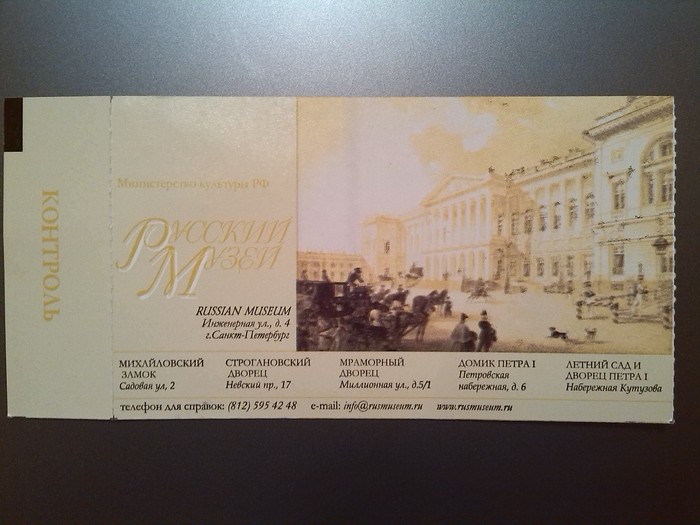 КОНТРОЛЬ
Министерство культуры РФ
РУССКИЙ
МУЗЕЙ
RUSSIAN MUSEUM
Инженерная ул., д. 4
г.Санкт-Петербург
МИХАЙЛОВСКИЙ
ЗАМОК
Садовая ул, 2
СТРОГАНОВСКИЙ
ДВОРЕЦ
Невский пр., 17
МРАМОРНЫЙ
ДВОРЕЦ
Миллионная ул., д.5/1
ДОМИК ПЕТРА I
Петровская
набережная, д. 6
ЛЕТНИЙ САД И
ДВОРЕЦ ПЕТРА I
Набережная Кутузова
телефон для справок: (812) 595 42 48 e-mail: info@rusmuseum.ru www.rusmuseum.ru